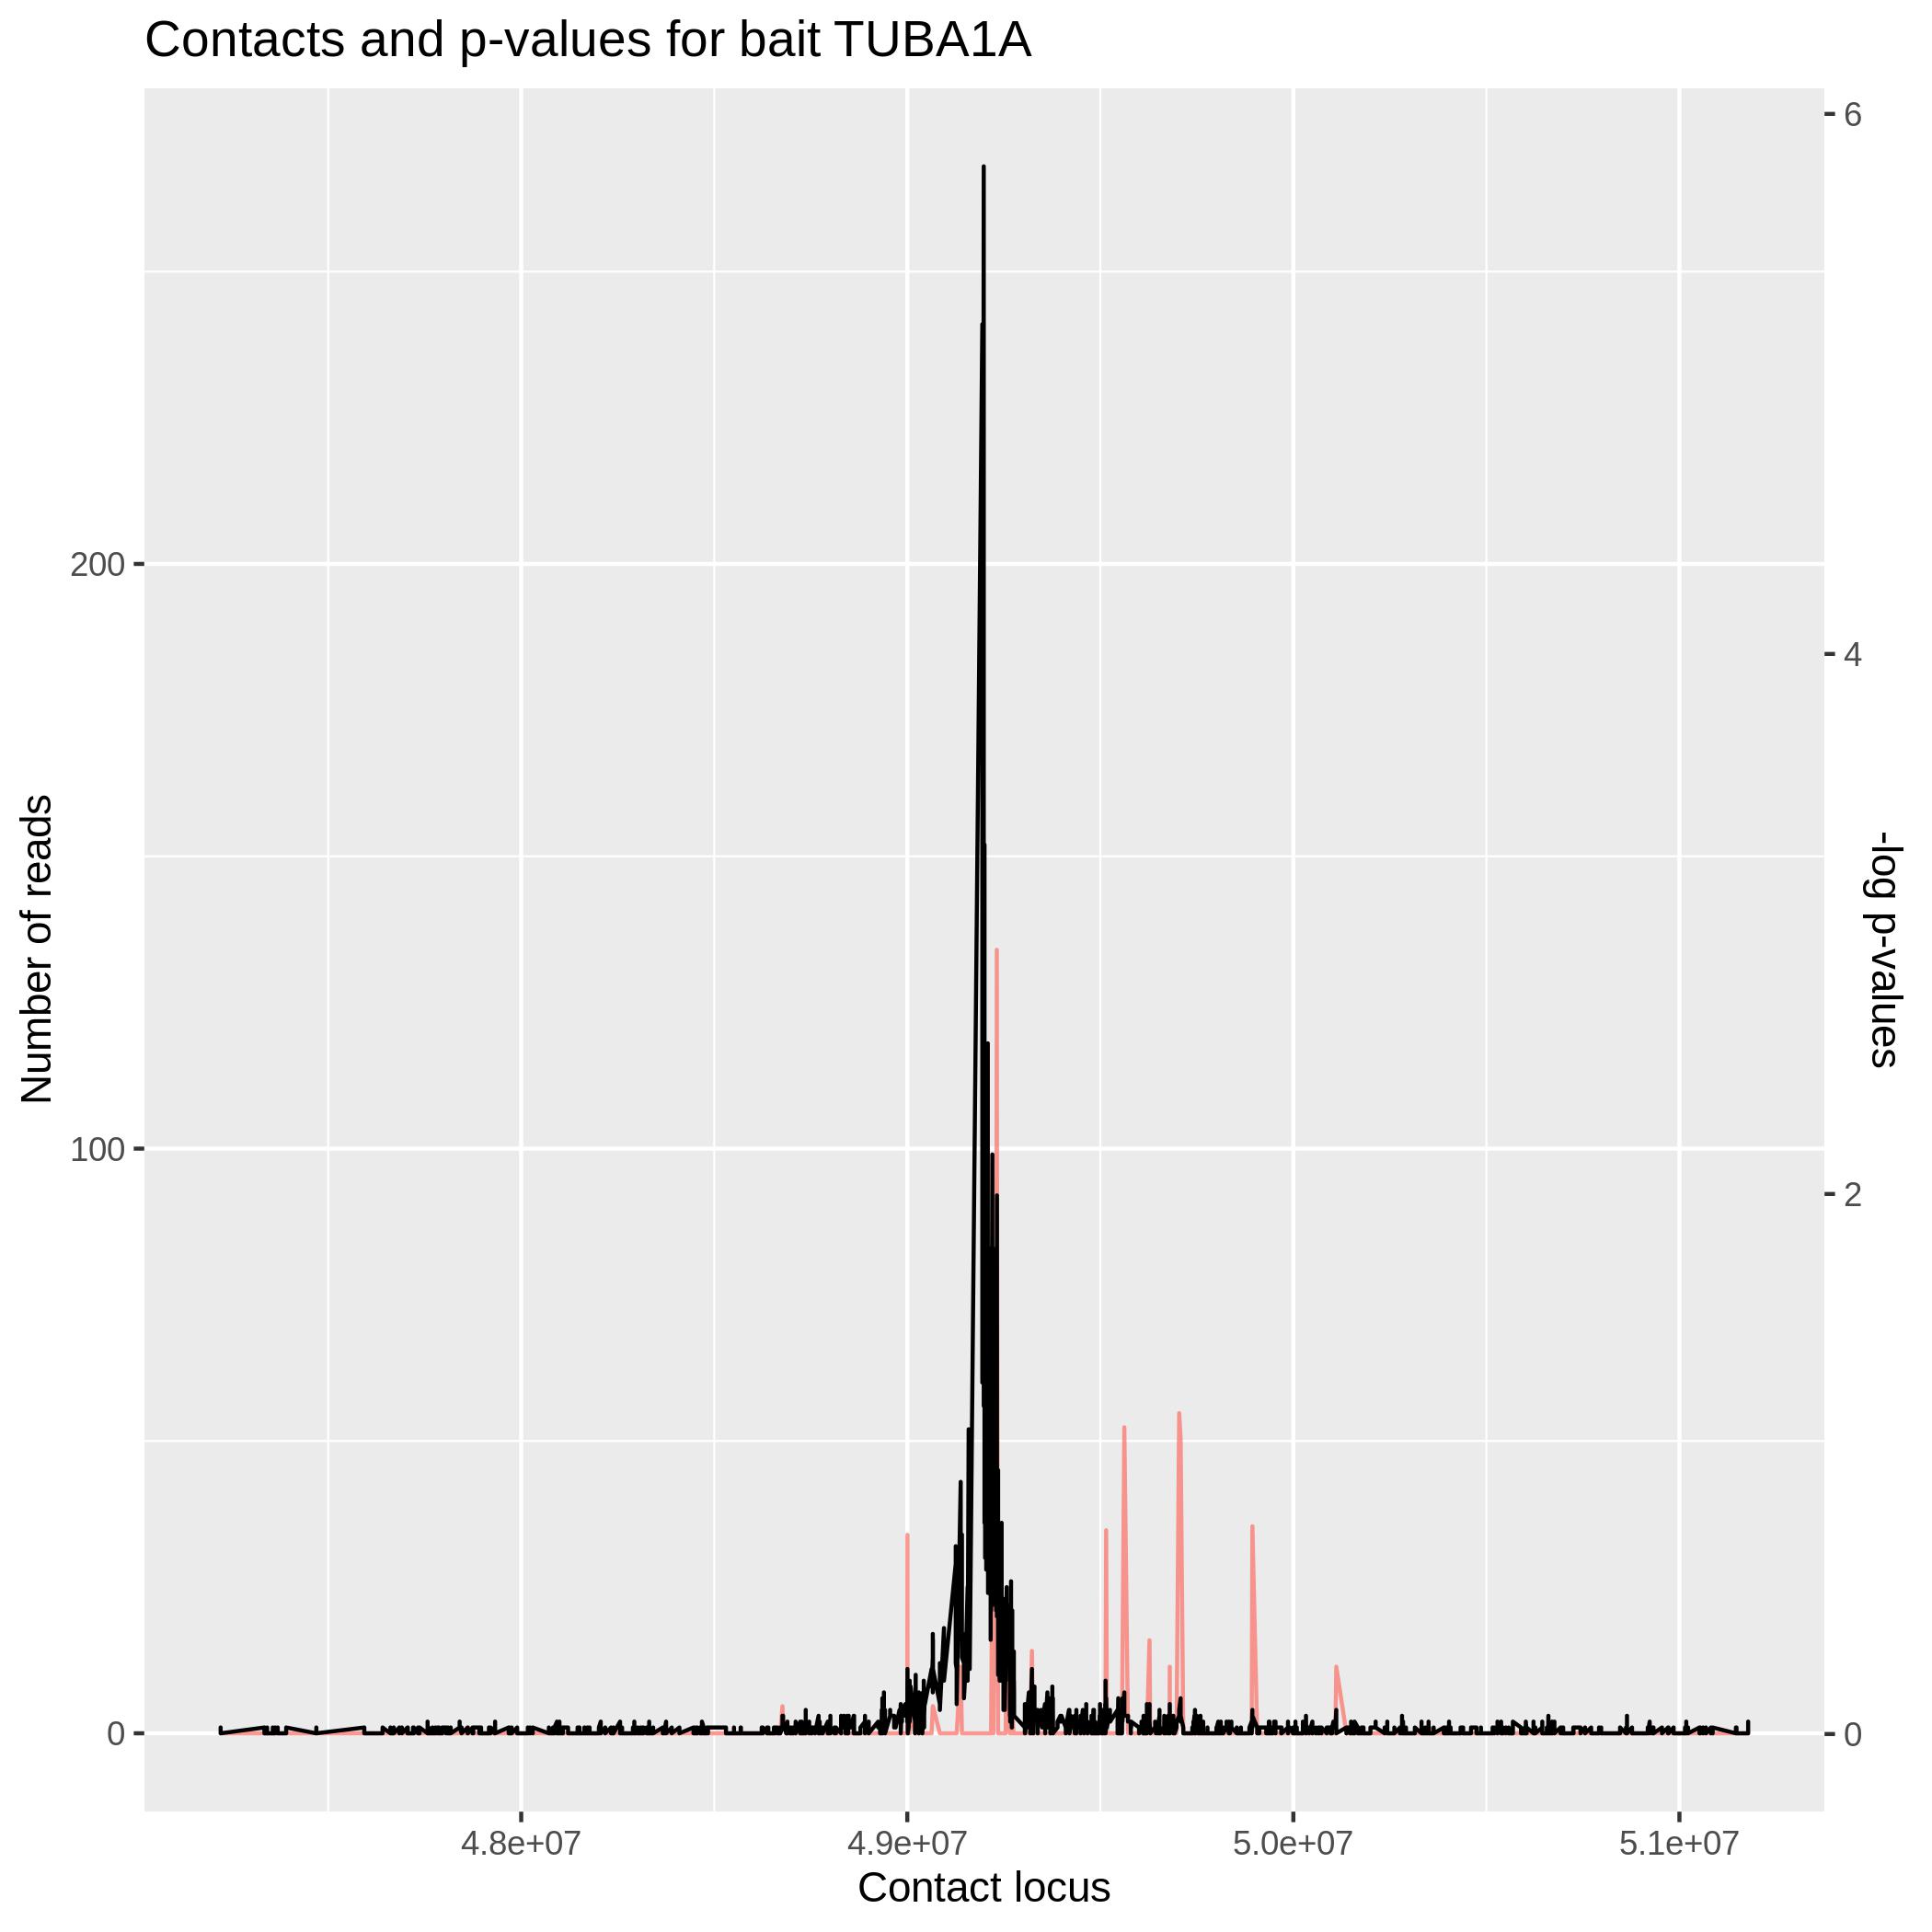 Contacts and p-values for bait TUBA1A
6
200
4
Number of reads
-log p-values
100
2
0
0
4.8e+07
4.9e+07
5.0e+07
5.1e+07
Contact locus